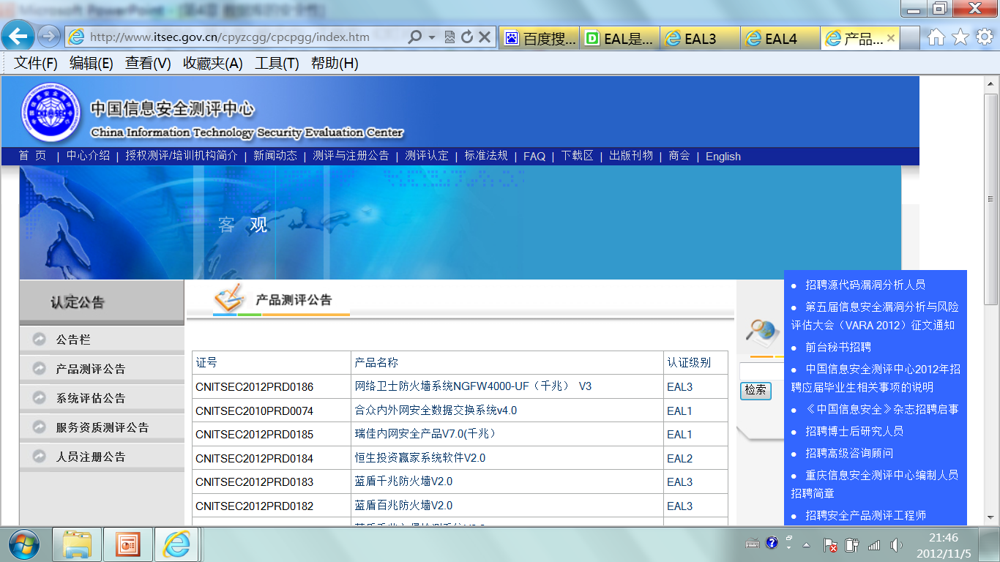 Microsoft PowerPoint - [第4章 数据库的安全性]
http://www.itsec.gov.cn/cpyzcgg/cpcpgg/index.htm
百度搜...
EAL是...
EAL3
EAL4
产品...
文件(F) 编辑(E) 查看(V) 收藏夹(A) 工具(T) 帮助(H)
中国信息安全测评中心
China Information Technology Security Evaluation Center
首 页 | 中心介绍 | 授权测评/培训机构简介 | 新闻动态 | 测评与注册公告 | 测评认定 | 标准法规 | FAQ | 下载区 | 出版刊物 | 商会 | English
客 观
认定公告
公告栏
产品测评公告
系统评估公告
服务资质测评公告
人员注册公告
产品测评公告
证号 产品名称 认证级别
CNITSEC2012PRD0186 网络卫士防火墙系统NGFW4000-UF（千兆） V3 EAL3
CNITSEC2010PRD0074 合众内外网安全数据交换系统v4.0 EAL1
CNITSEC2012PRD0185 瑞佳内网安全产品V7.0(千兆） EAL1
CNITSEC2012PRD0184 恒生投资赢家系统软件V2.0 EAL2
CNITSEC2012PRD0183 蓝盾千兆防火墙V2.0 EAL3
CNITSEC2012PRD0182 蓝盾百兆防火墙V2.0 EAL3
检索
● 招聘源代码漏洞分析人员
● 第五届信息安全漏洞分析与风险
评估大会（VARA 2012）征文通知
● 前台秘书招聘
● 中国信息安全测评中心2012年招
聘应届毕业生相关事项的说明
● 《中国信息安全》杂志招聘启事
● 招聘博士后研究人员
● 招聘高级咨询顾问
● 重庆信息安全测评中心编制人员
招聘简章
● 招聘安全产品测评工程师
21:46
2012/11/5